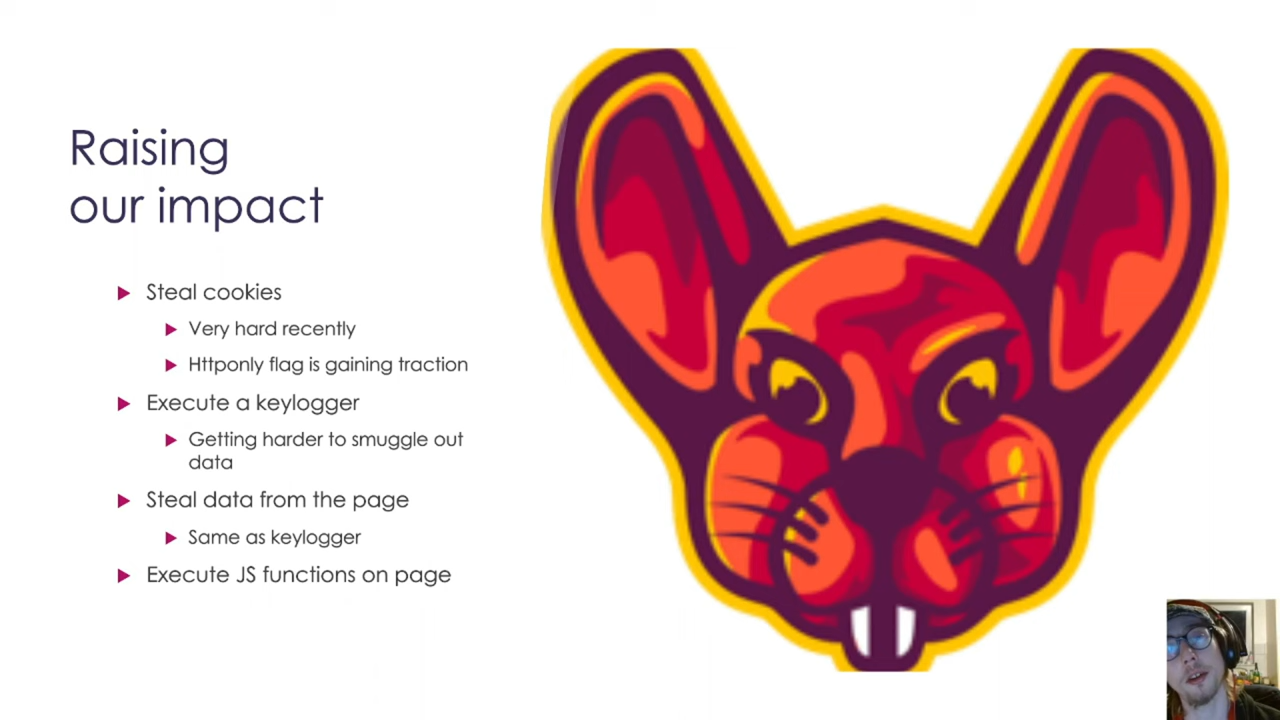 Raising
our impact
Steal cookies
Very hard recently
Httponly flag is gaining traction
Execute a keylogger
Getting harder to smuggle out
data
Steal data from the page
Same as keylogger
Execute JS functions on page